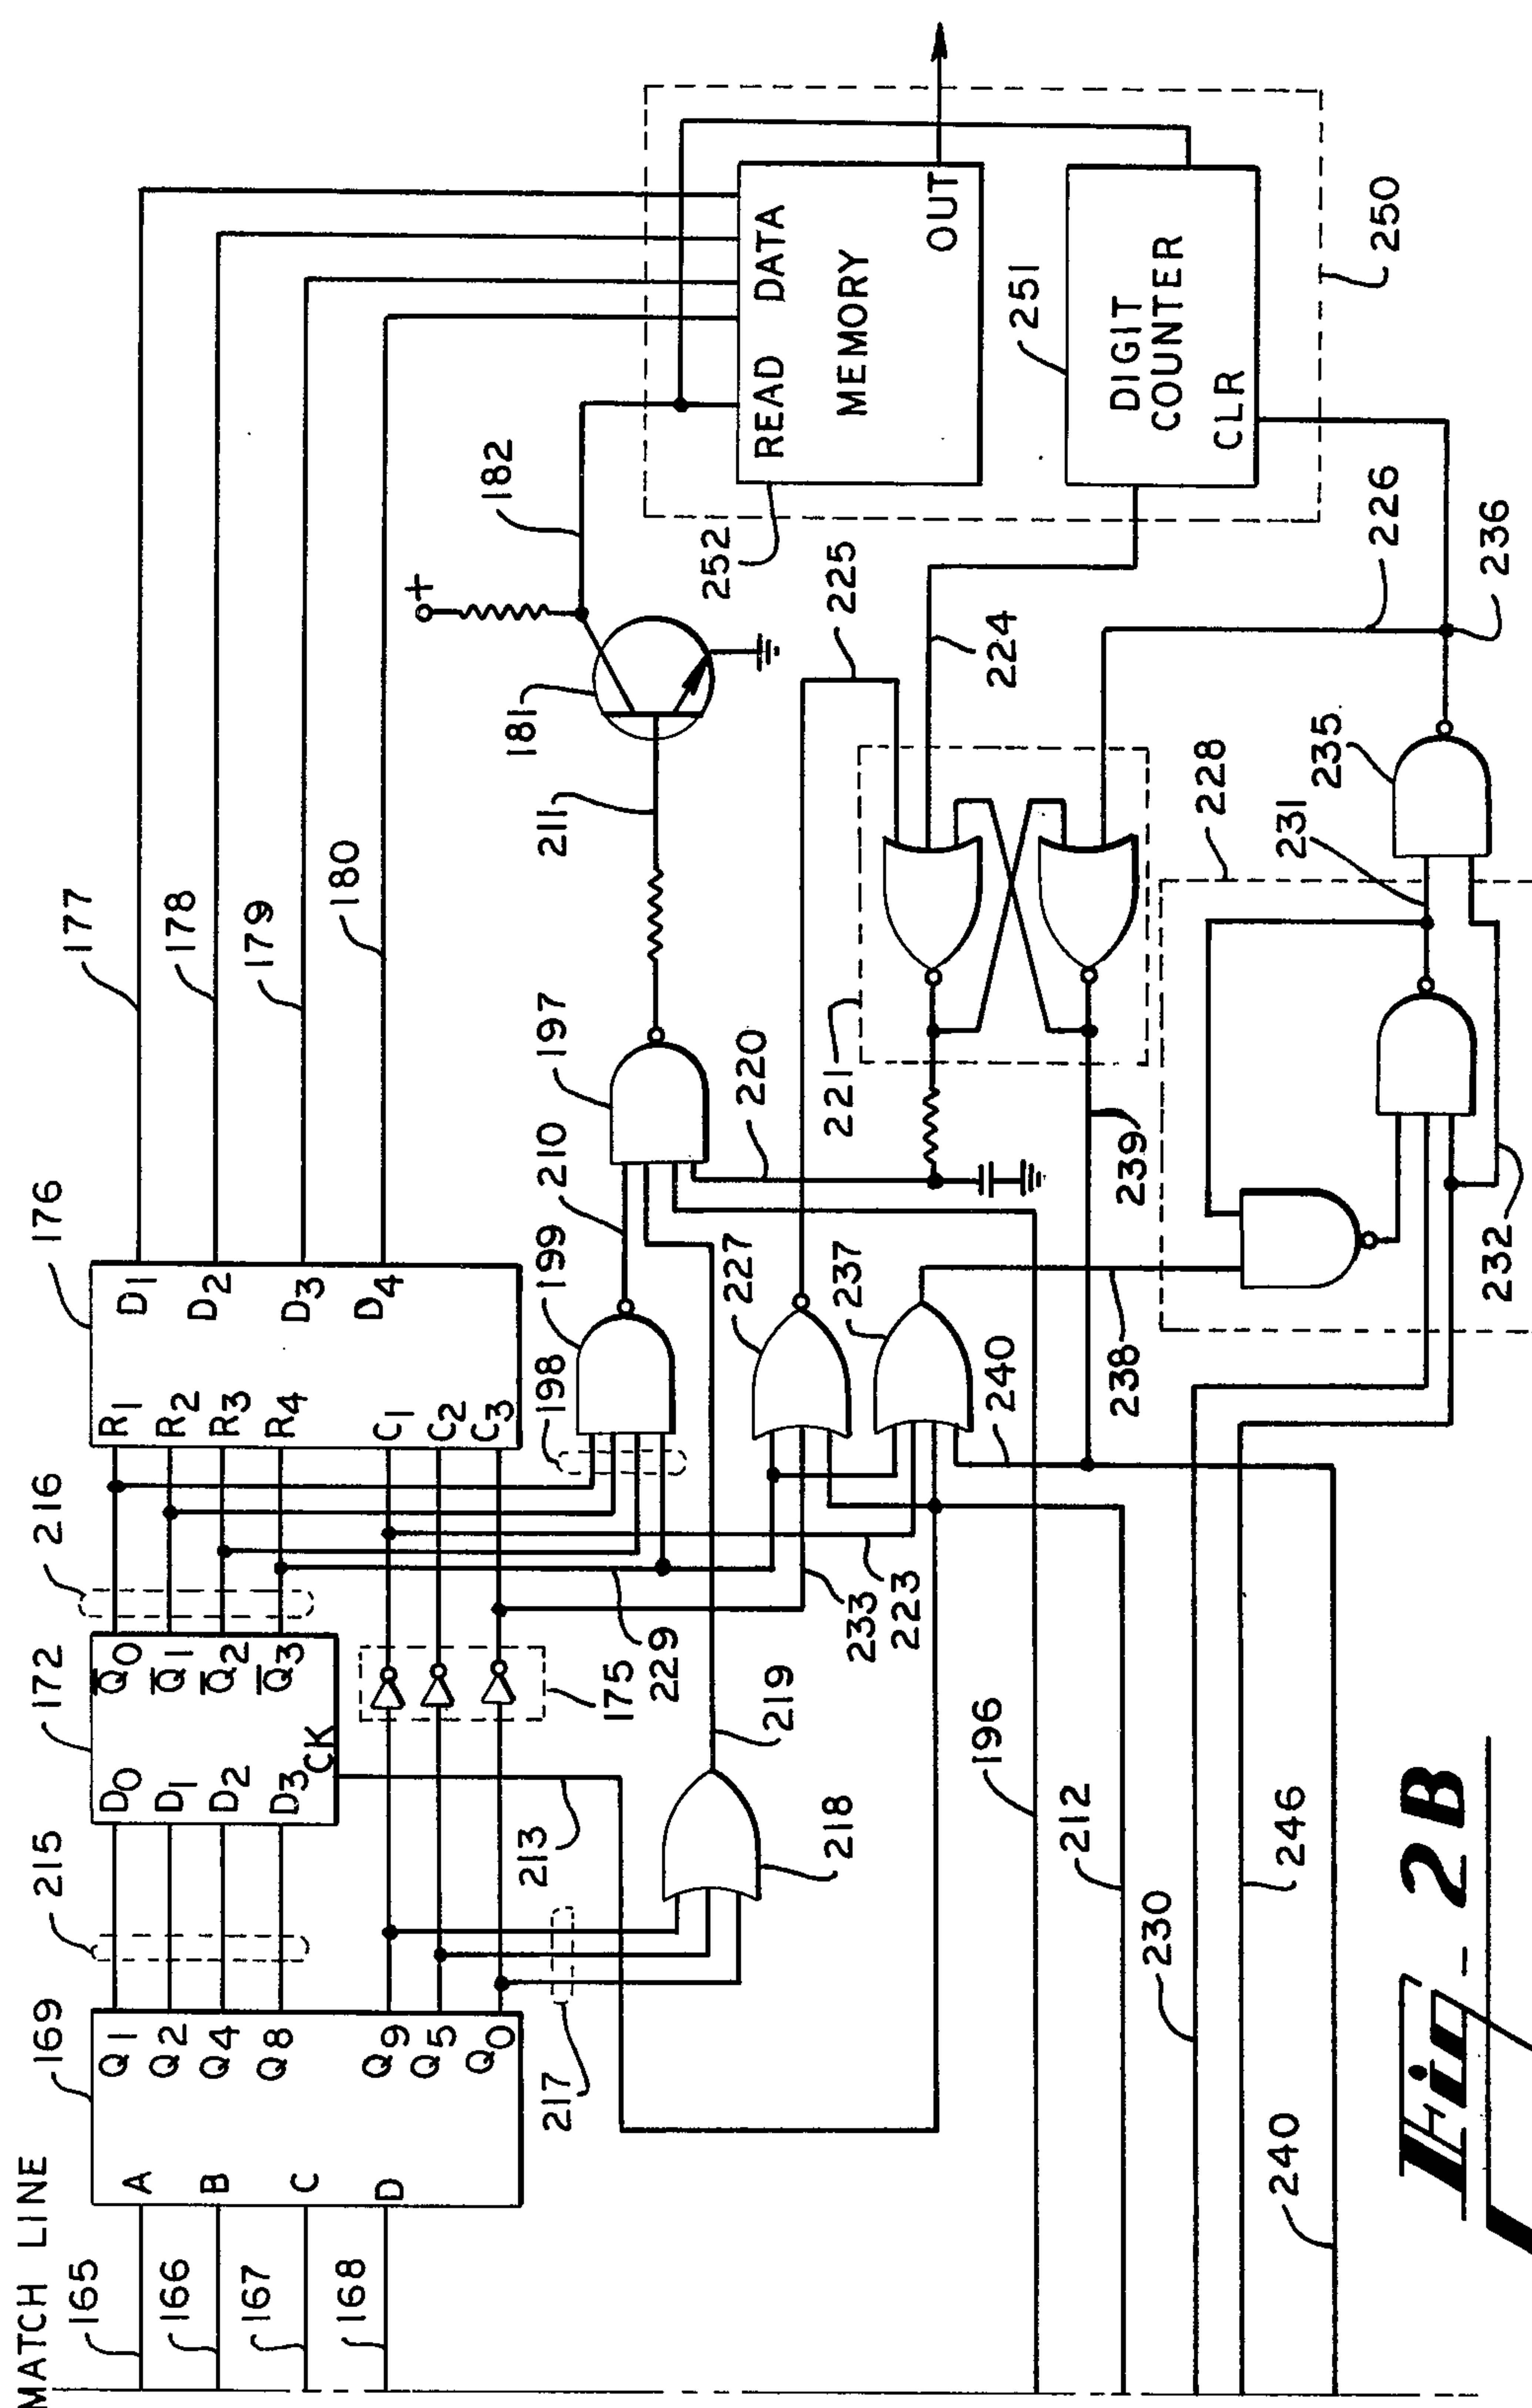 MATCH LINE
165
166
167
168
169
A
B
C
D
Q1
Q2
Q4
Q8
Q9
Q5
Q0
215
217
172
D0
D1
D2
D3
CK
Q̅0
Q̅1
Q̅2
Q̅3
213
175
216
229
218
219
233
223
176
R1
R2
R3
R4
C1
C2
C3
D1
D2
D3
D4
198
199
210
197
227
237
240
238
220
177
178
179
180
211
181
182
+
221
225
224
239
226
236
228
231
235
232
252
READ
DATA
MEMORY
OUT
251
DIGIT
COUNTER
CLR
250
196
212
230
246
240
Fig-2B